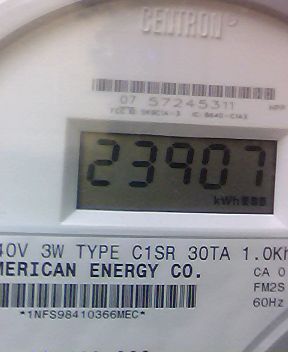 CENTRON
07 57245311
23907
kWh
40V 3W TYPE C1SR 30TA 1.0Kh
MERICAN ENERGY CO.
CA 0
FM2S
*1NFS98410366MEC*
60Hz